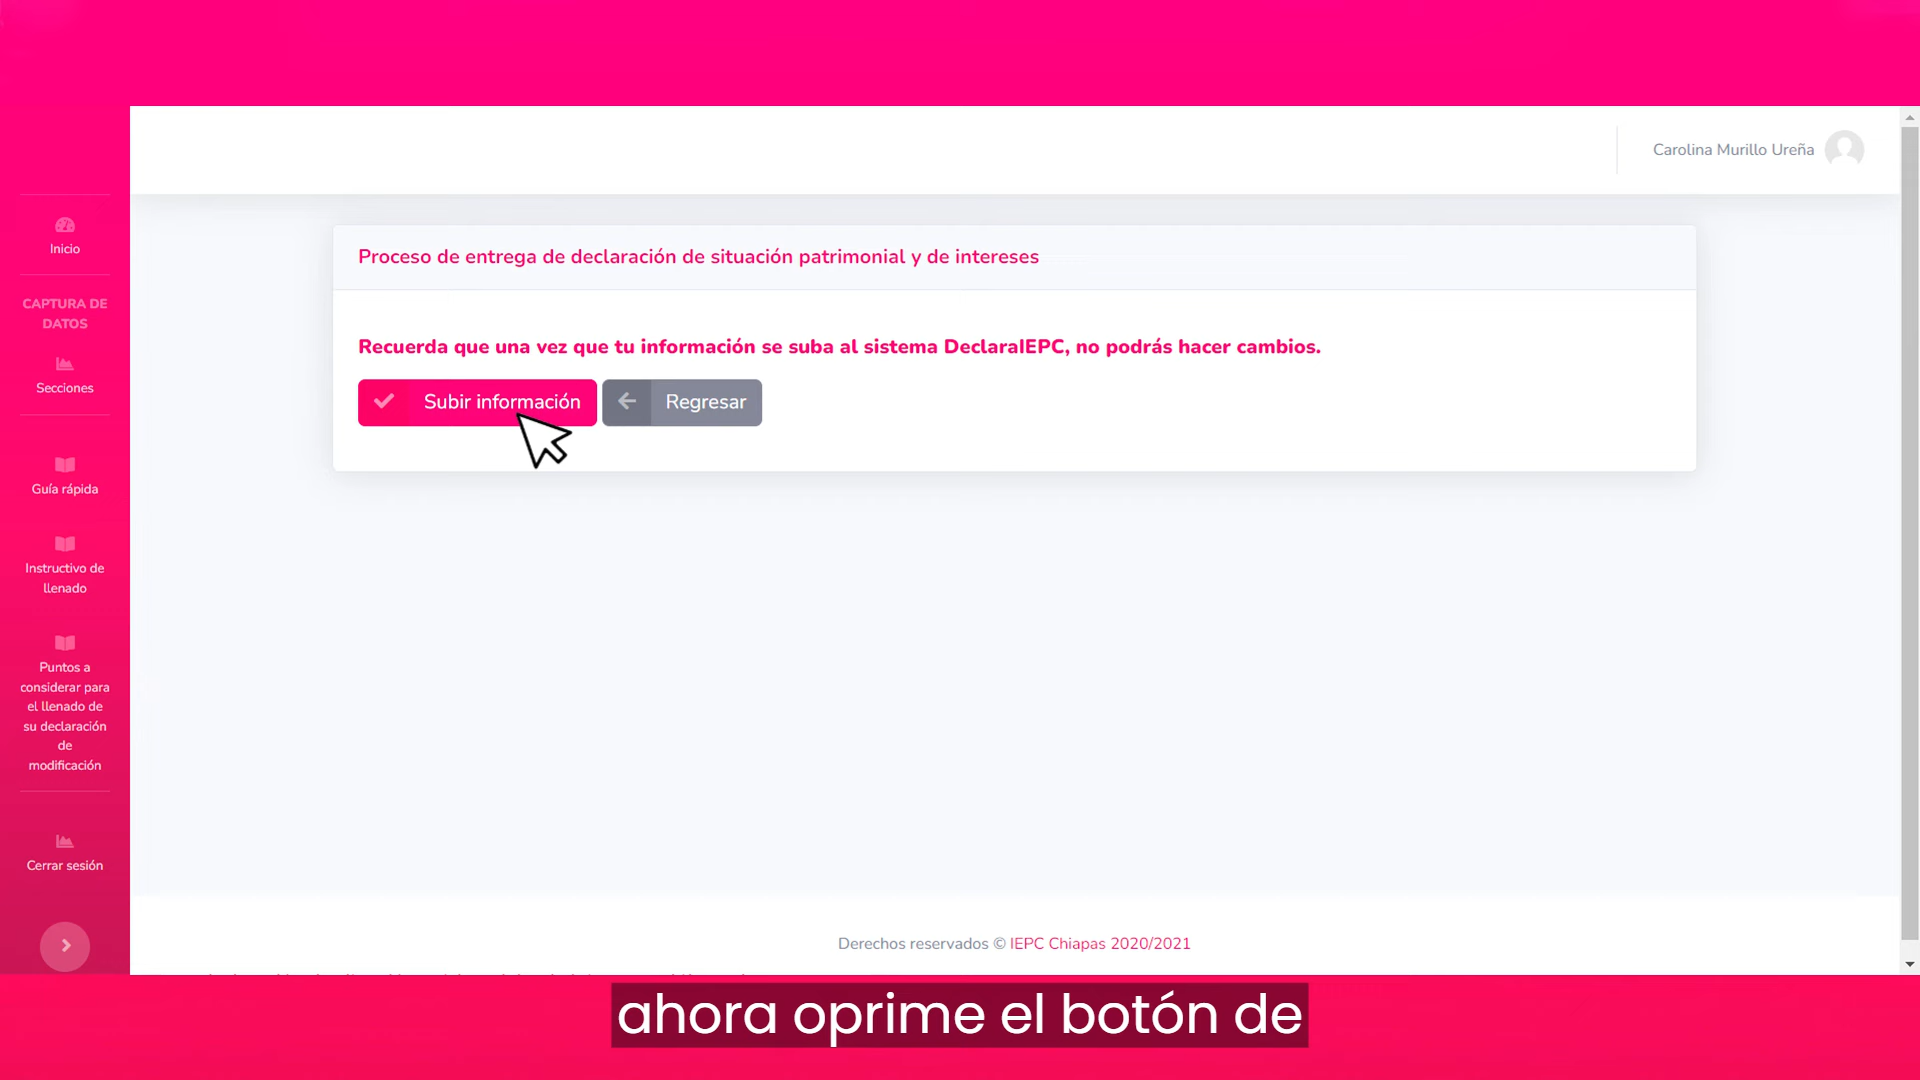 Carolina Murillo Ureña
Inicio
CAPTURA DE
DATOS
Secciones
Guía rápida
Instructivo de
llenado
Puntos a
considerar para
el llenado de
su declaración
de
modificación
Cerrar sesión
Proceso de entrega de declaración de situación patrimonial y de intereses
Recuerda que una vez que tu información se suba al sistema DeclaraIEPC, no podrás hacer cambios.
Subir información
Regresar
Derechos reservados © IEPC Chiapas 2020/2021
ahora oprime el botón de